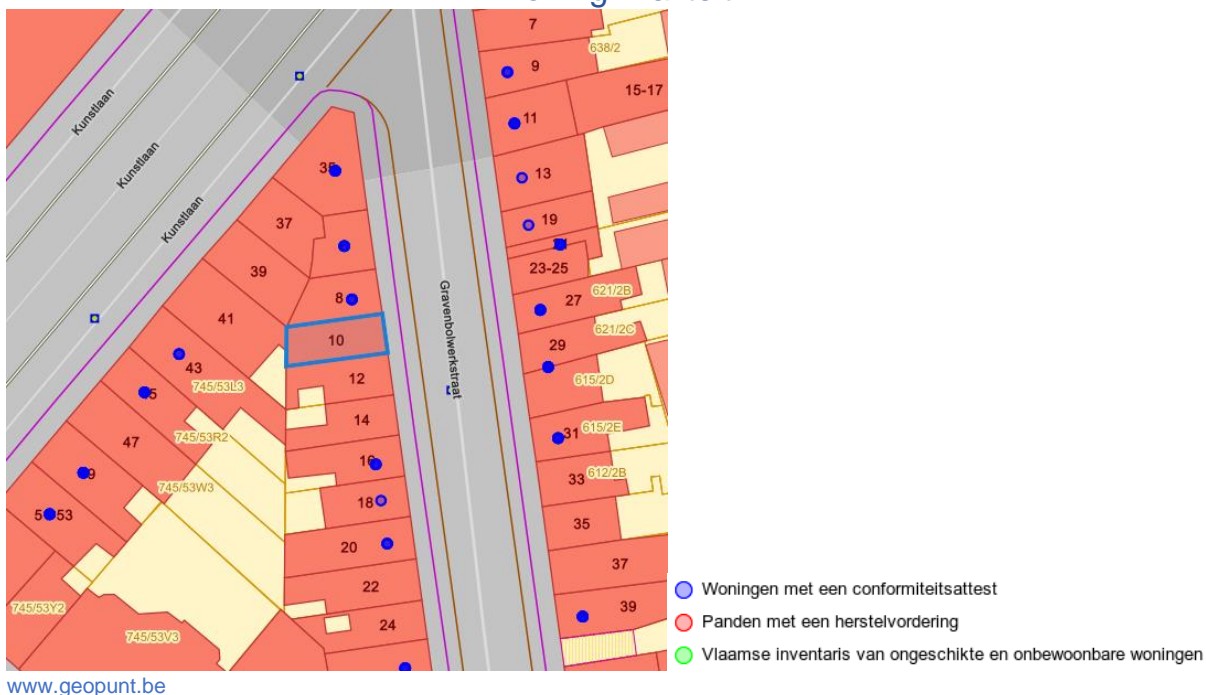 7
638/2
9
15-17
11
Kunstlaan
Kunstlaan
Kunstlaan
35
13
37
19
39
23-25
8
27
621/2B
41
10
Gravenbolwerkstraat
621/2C
29
43
745/53L3
12
615/2D
14
47
745/53R2
31
615/2E
16
33
612/2B
745/53W3
18
53
35
20
37
22
745/53Y2
39
24
745/53V3
Woningen met een conformiteitsattest
Panden met een herstelvordering
Vlaamse inventaris van ongeschikte en onbewoonbare woningen
www.geopunt.be